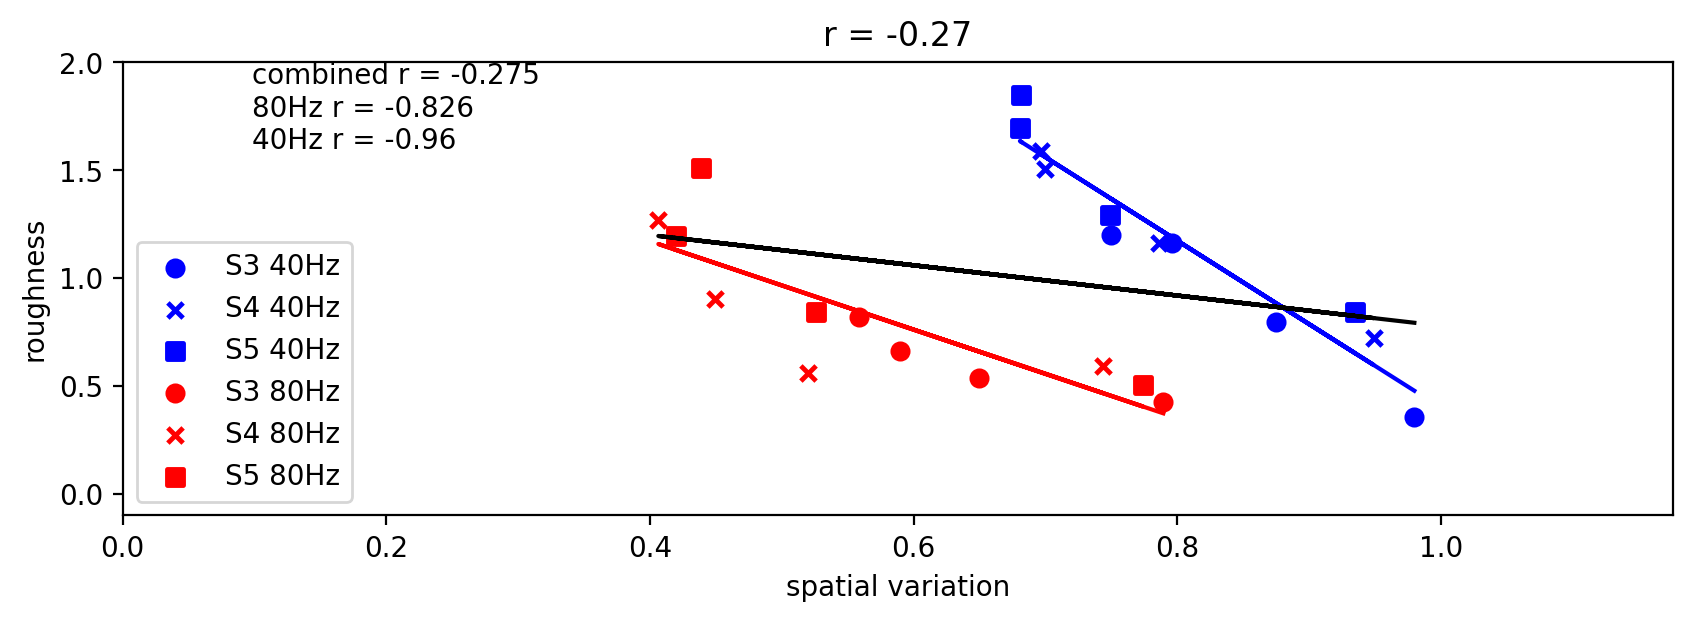 r = -0.27
combined r = -0.275
80Hz r = -0.826
40Hz r = -0.96
2.0
1.5
1.0
0.5
0.0
roughness
S3 40Hz
S4 40Hz
S5 40Hz
S3 80Hz
S4 80Hz
S5 80Hz
0.0 0.2 0.4 0.6 0.8 1.0
spatial variation